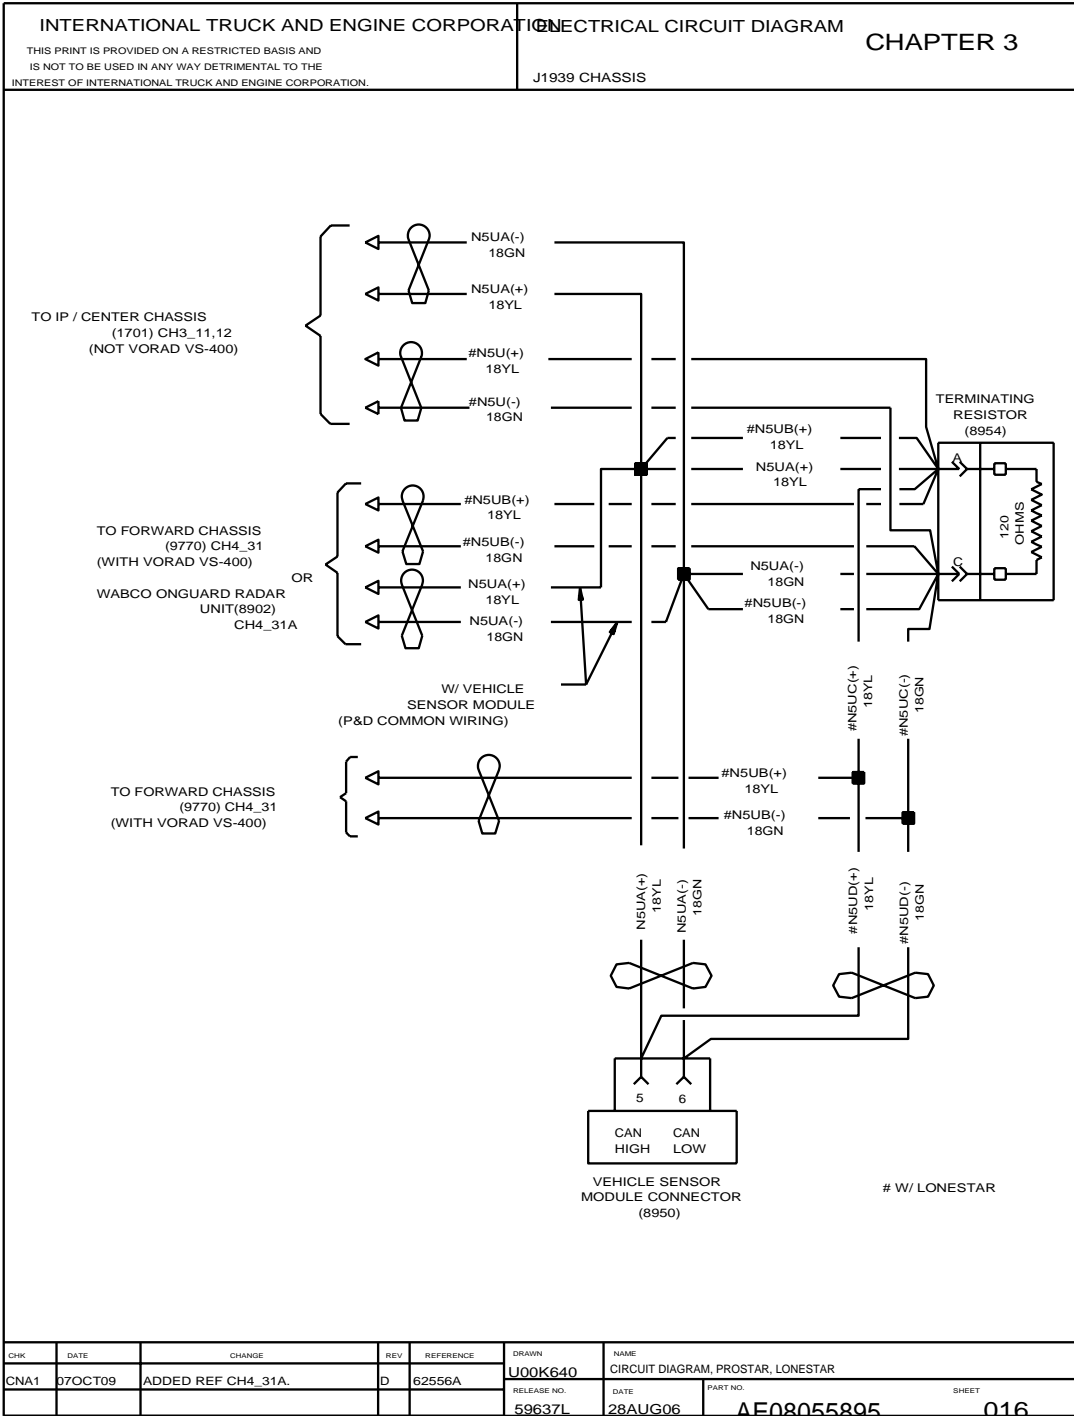 INTERNATIONAL TRUCK AND ENGINE CORPORATION
THIS PRINT IS PROVIDED ON A RESTRICTED BASIS AND
IS NOT TO BE USED IN ANY WAY DETRIMENTAL TO THE
INTEREST OF INTERNATIONAL TRUCK AND ENGINE CORPORATION.
ELECTRICAL CIRCUIT DIAGRAM
J1939 CHASSIS
CHAPTER 3
N5UA(-)
18GN
N5UA(+)
18YL
TO IP / CENTER CHASSIS
(1701) CH3_11,12
(NOT VORAD VS-400)
#N5U(+)
18YL
#N5U(-)
18GN
TERMINATING
RESISTOR
(8954)
#N5UB(+)
18YL
N5UA(+)
18YL
A
120
OHMS
C
#N5UB(+)
18YL
TO FORWARD CHASSIS
(9770) CH4_31
(WITH VORAD VS-400)
OR
WABCO ONGUARD RADAR
UNIT(8902)
CH4_31A
#N5UB(-)
18GN
N5UA(+)
18YL
N5UA(-)
18GN
N5UA(-)
18GN
#N5UB(-)
18GN
W/ VEHICLE
SENSOR MODULE
(P&D COMMON WIRING)
#N5UC(+)
18YL
#N5UC(-)
18GN
TO FORWARD CHASSIS
(9770) CH4_31
(WITH VORAD VS-400)
#N5UB(+)
18YL
#N5UB(-)
18GN
N5UA(+)
18YL
N5UA(-)
18GN
#N5UD(+)
18YL
#N5UD(-)
18GN
5 6
CAN HIGH
CAN LOW
VEHICLE SENSOR
MODULE CONNECTOR
(8950)
# W/ LONESTAR
CHK DATE CHANGE REV REFERENCE
CNA1 07OCT09 ADDED REF CH4_31A. D 62556A
DRAWN
U00K640
NAME
CIRCUIT DIAGRAM, PROSTAR, LONESTAR
RELEASE NO.
59637L
DATE
28AUG06
PART NO.
AE08055895
SHEET
016